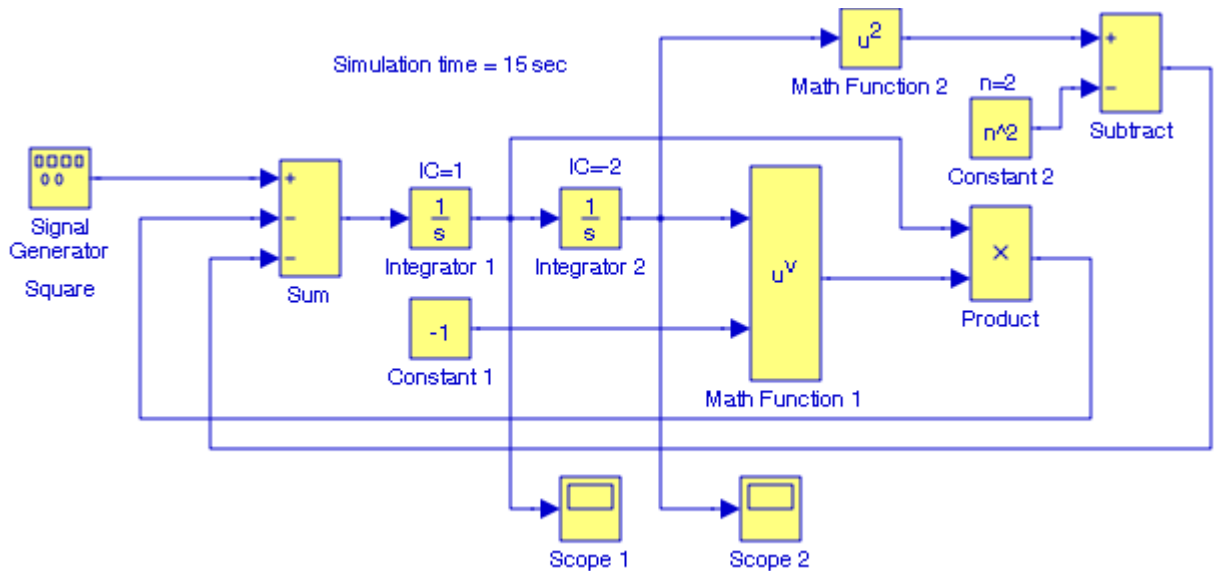 Simulation time = 15 sec
u²
Math Function 2
+
−
Subtract
n=2
n^2
Constant 2
Signal
Generator
Square
+
−
−
Sum
IC=1
1
s
Integrator 1
IC=-2
1
s
Integrator 2
-1
Constant 1
uᵛ
Math Function 1
×
Product
Scope 1
Scope 2